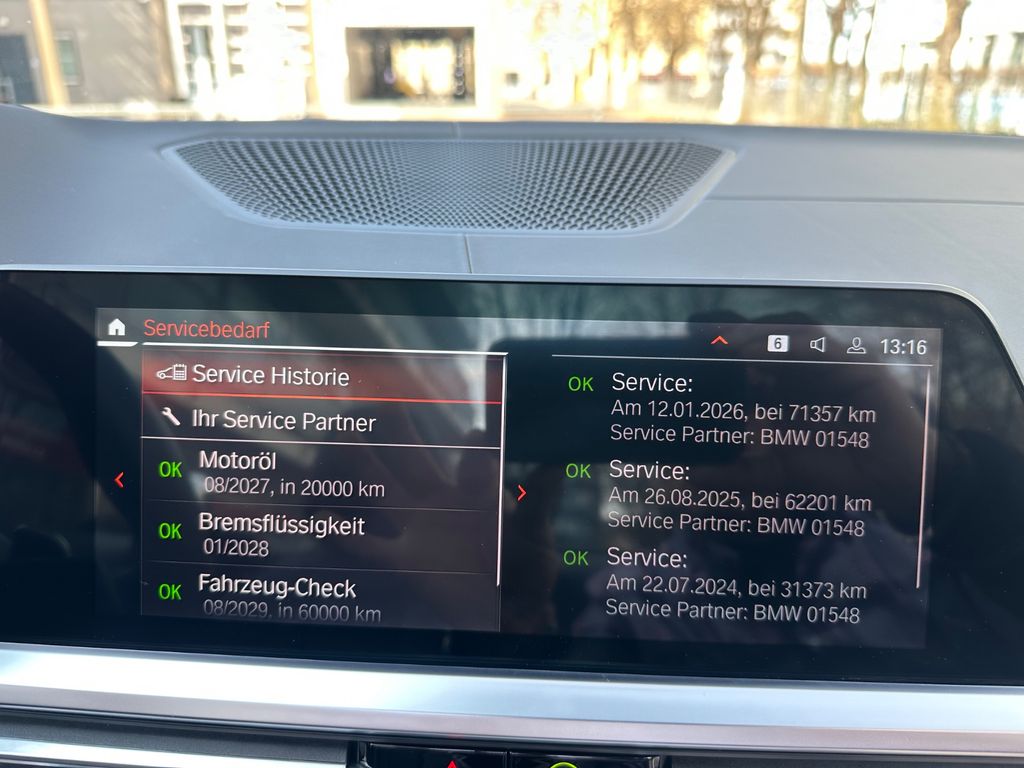 Servicebedarf
6
13:16
Service Historie
Ihr Service Partner
OK Motoröl
08/2027, in 20000 km
OK Bremsflüssigkeit
01/2028
OK Fahrzeug-Check
08/2029, in 60000 km
OK Service:
Am 12.01.2026, bei 71357 km
Service Partner: BMW 01548
OK Service:
Am 26.08.2025, bei 62201 km
Service Partner: BMW 01548
OK Service:
Am 22.07.2024, bei 31373 km
Service Partner: BMW 01548